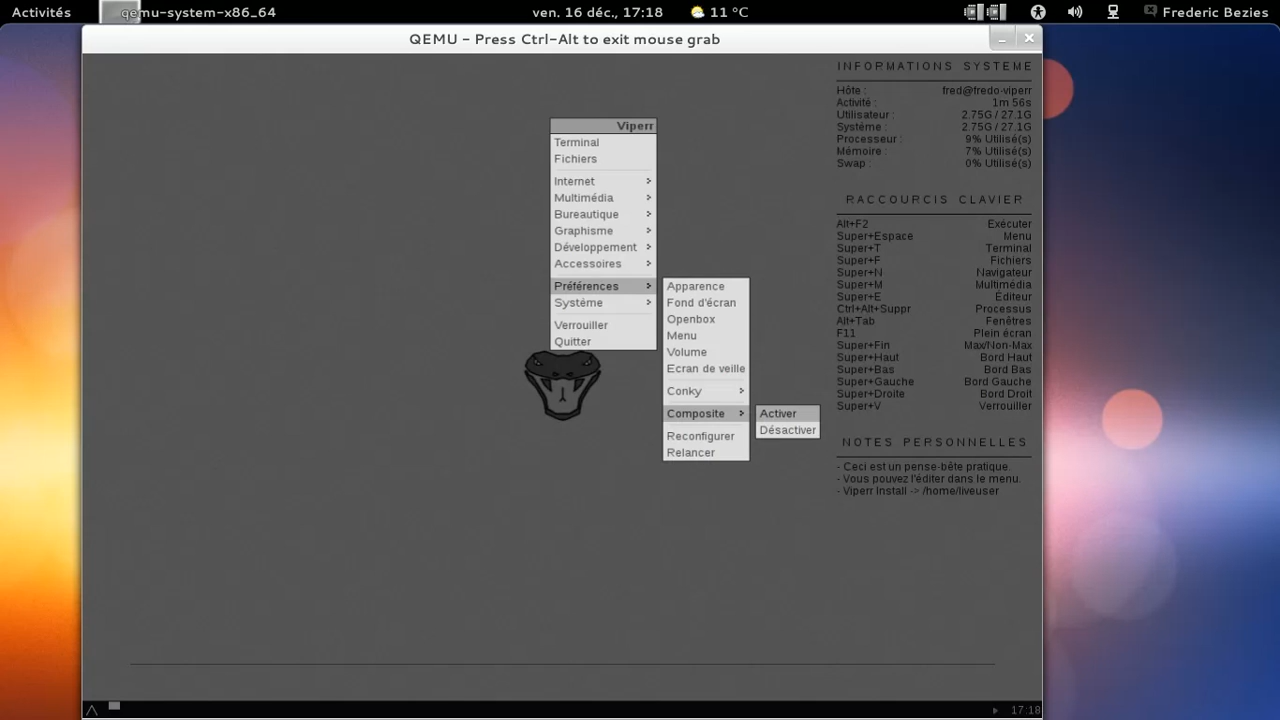 Activités
qemu-system-x86_64
ven. 16 déc., 17:18
11 °C
Frederic Bezies
QEMU - Press Ctrl-Alt to exit mouse grab
Viperr
Terminal
Fichiers
Internet
Multimédia
Bureautique
Graphisme
Développement
Accessoires
Préférences
Système
Verrouiller
Quitter
Apparence
Fond d'écran
Openbox
Menu
Volume
Ecran de veille
Conky
Composite
Reconfigurer
Relancer
Activer
Désactiver
INFORMATIONS SYSTEME
Hôte : fred@fredo-viperr
Activité : 1m 56s
Utilisateur : 2.75G / 27.1G
Système : 2.75G / 27.1G
Processeur : 9% Utilisé(s)
Mémoire : 7% Utilisé(s)
Swap : 0% Utilisé(s)
RACCOURCIS CLAVIER
Alt+F2 Exécuter
Super+Espace Menu
Super+T Terminal
Super+F Fichiers
Super+N Navigateur
Super+M Multimédia
Super+E Éditeur
Ctrl+Alt+Suppr Processus
Alt+Tab Fenêtres
F11 Plein écran
Super+Fin Max/Non-Max
Super+Haut Bord Haut
Super+Bas Bord Bas
Super+Gauche Bord Gauche
Super+Droite Bord Droit
Super+V Verrouiller
NOTES PERSONNELLES
- Ceci est un pense-bête pratique.
- Vous pouvez l'éditer dans le menu.
- Viperr Install -> /home/liveuser
17:18